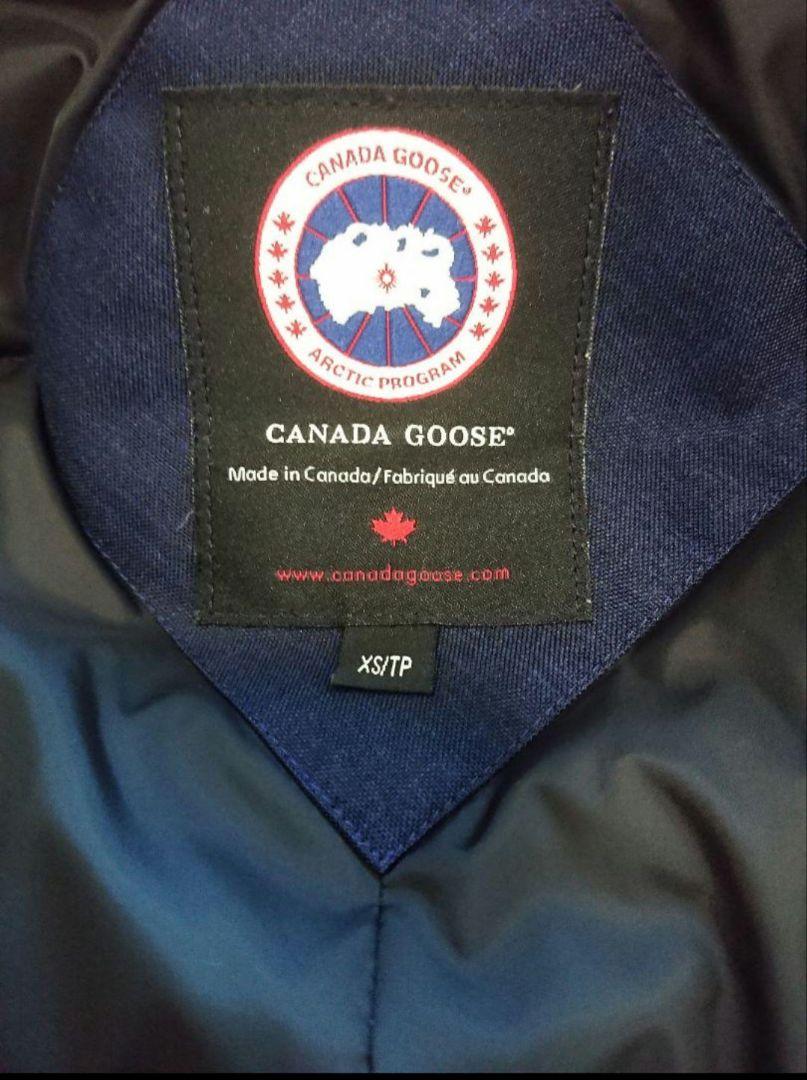 CANADA GOOSE®
ARCTIC PROGRAM
CANADA GOOSE®
Made in Canada/Fabriqué au Canada
www.canadagoose.com
XS/TP